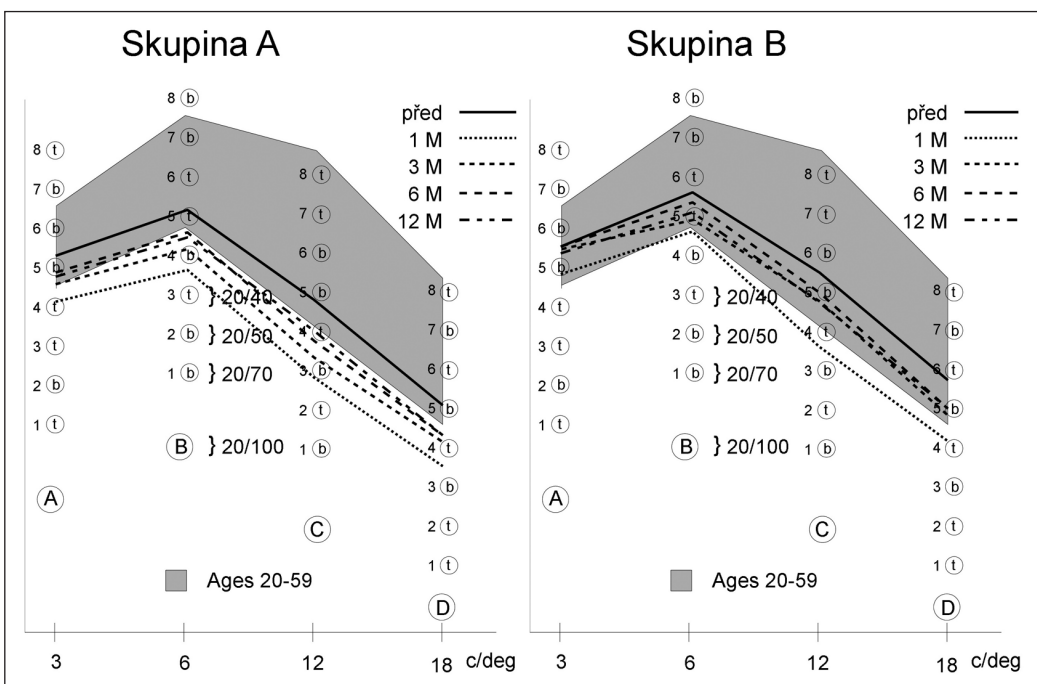 Skupina A
před
1 M
3 M
6 M
12 M
8 t
7 b
6 b
5 b
4 t
3 t
2 b
1 t
A
8 b
7 b
6 t
5 t
4 b
3 t } 20/40
2 b } 20/50
1 b } 20/70
B } 20/100
8 t
7 t
6 b
5 b
4 t
3 b
2 t
1 b
C
8 t
7 b
6 t
5 b
4 t
3 b
2 t
1 t
D
Ages 20-59
3 6 12 18 c/deg
Skupina B
před
1 M
3 M
6 M
12 M
8 t
7 b
6 b
5 b
4 t
3 t
2 b
1 t
A
8 b
7 b
6 t
5 t
4 b
3 t } 20/40
2 b } 20/50
1 b } 20/70
B } 20/100
8 t
7 t
6 b
5 b
4 t
3 b
2 t
1 b
C
8 t
7 b
6 t
5 b
4 t
3 b
2 t
1 t
D
Ages 20-59
3 6 12 18 c/deg